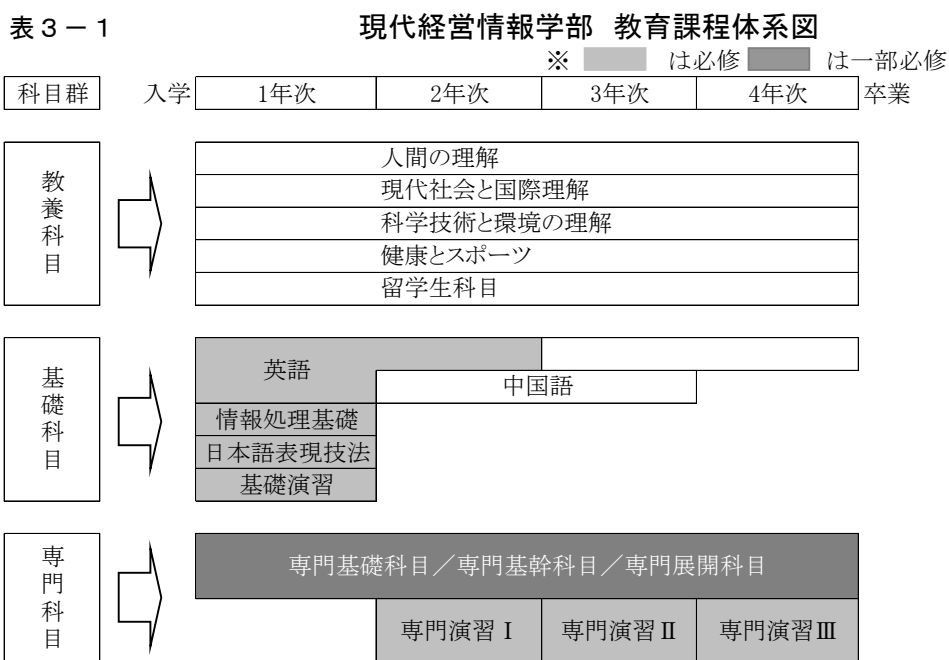 表３－１ 現代経営情報学部 教育課程体系図
※ は必修 は一部必修
科目群 入学 1年次 2年次 3年次 4年次 卒業
教養科目
人間の理解
現代社会と国際理解
科学技術と環境の理解
健康とスポーツ
留学生科目
基礎科目
英語
中国語
情報処理基礎
日本語表現技法
基礎演習
専門科目
専門基礎科目／専門基幹科目／専門展開科目
専門演習Ⅰ 専門演習Ⅱ 専門演習Ⅲ